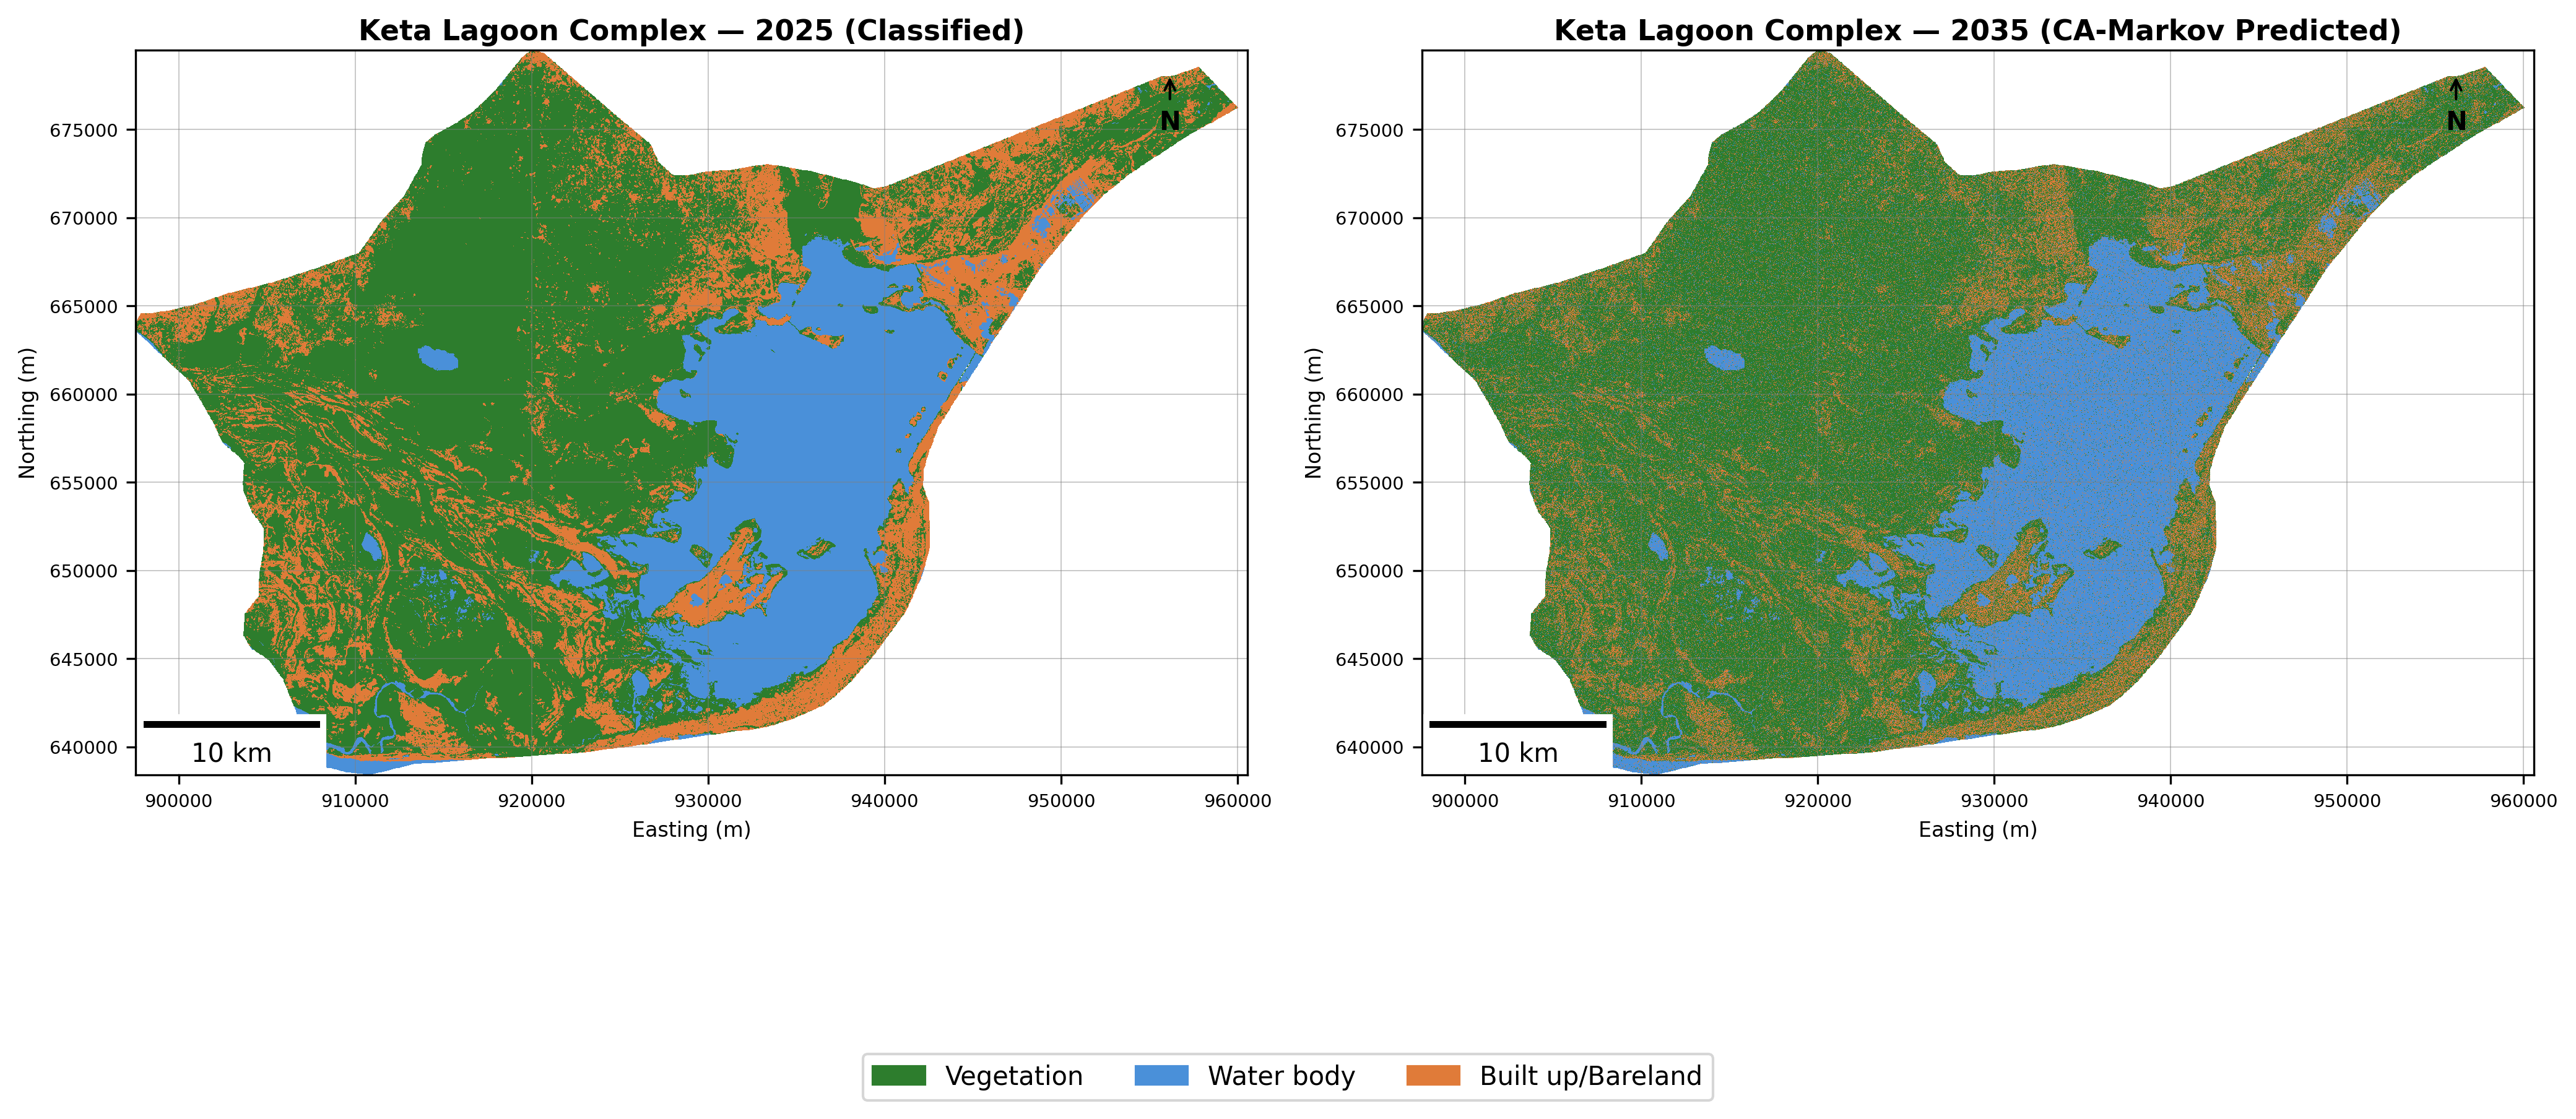 Keta Lagoon Complex — 2025 (Classified)
N
675000
670000
665000
660000
655000
650000
645000
640000
Northing (m)
10 km
900000 910000 920000 930000 940000 950000 960000
Easting (m)
Keta Lagoon Complex — 2035 (CA-Markov Predicted)
N
675000
670000
665000
660000
655000
650000
645000
640000
Northing (m)
10 km
900000 910000 920000 930000 940000 950000 960000
Easting (m)
Vegetation Water body Built up/Bareland